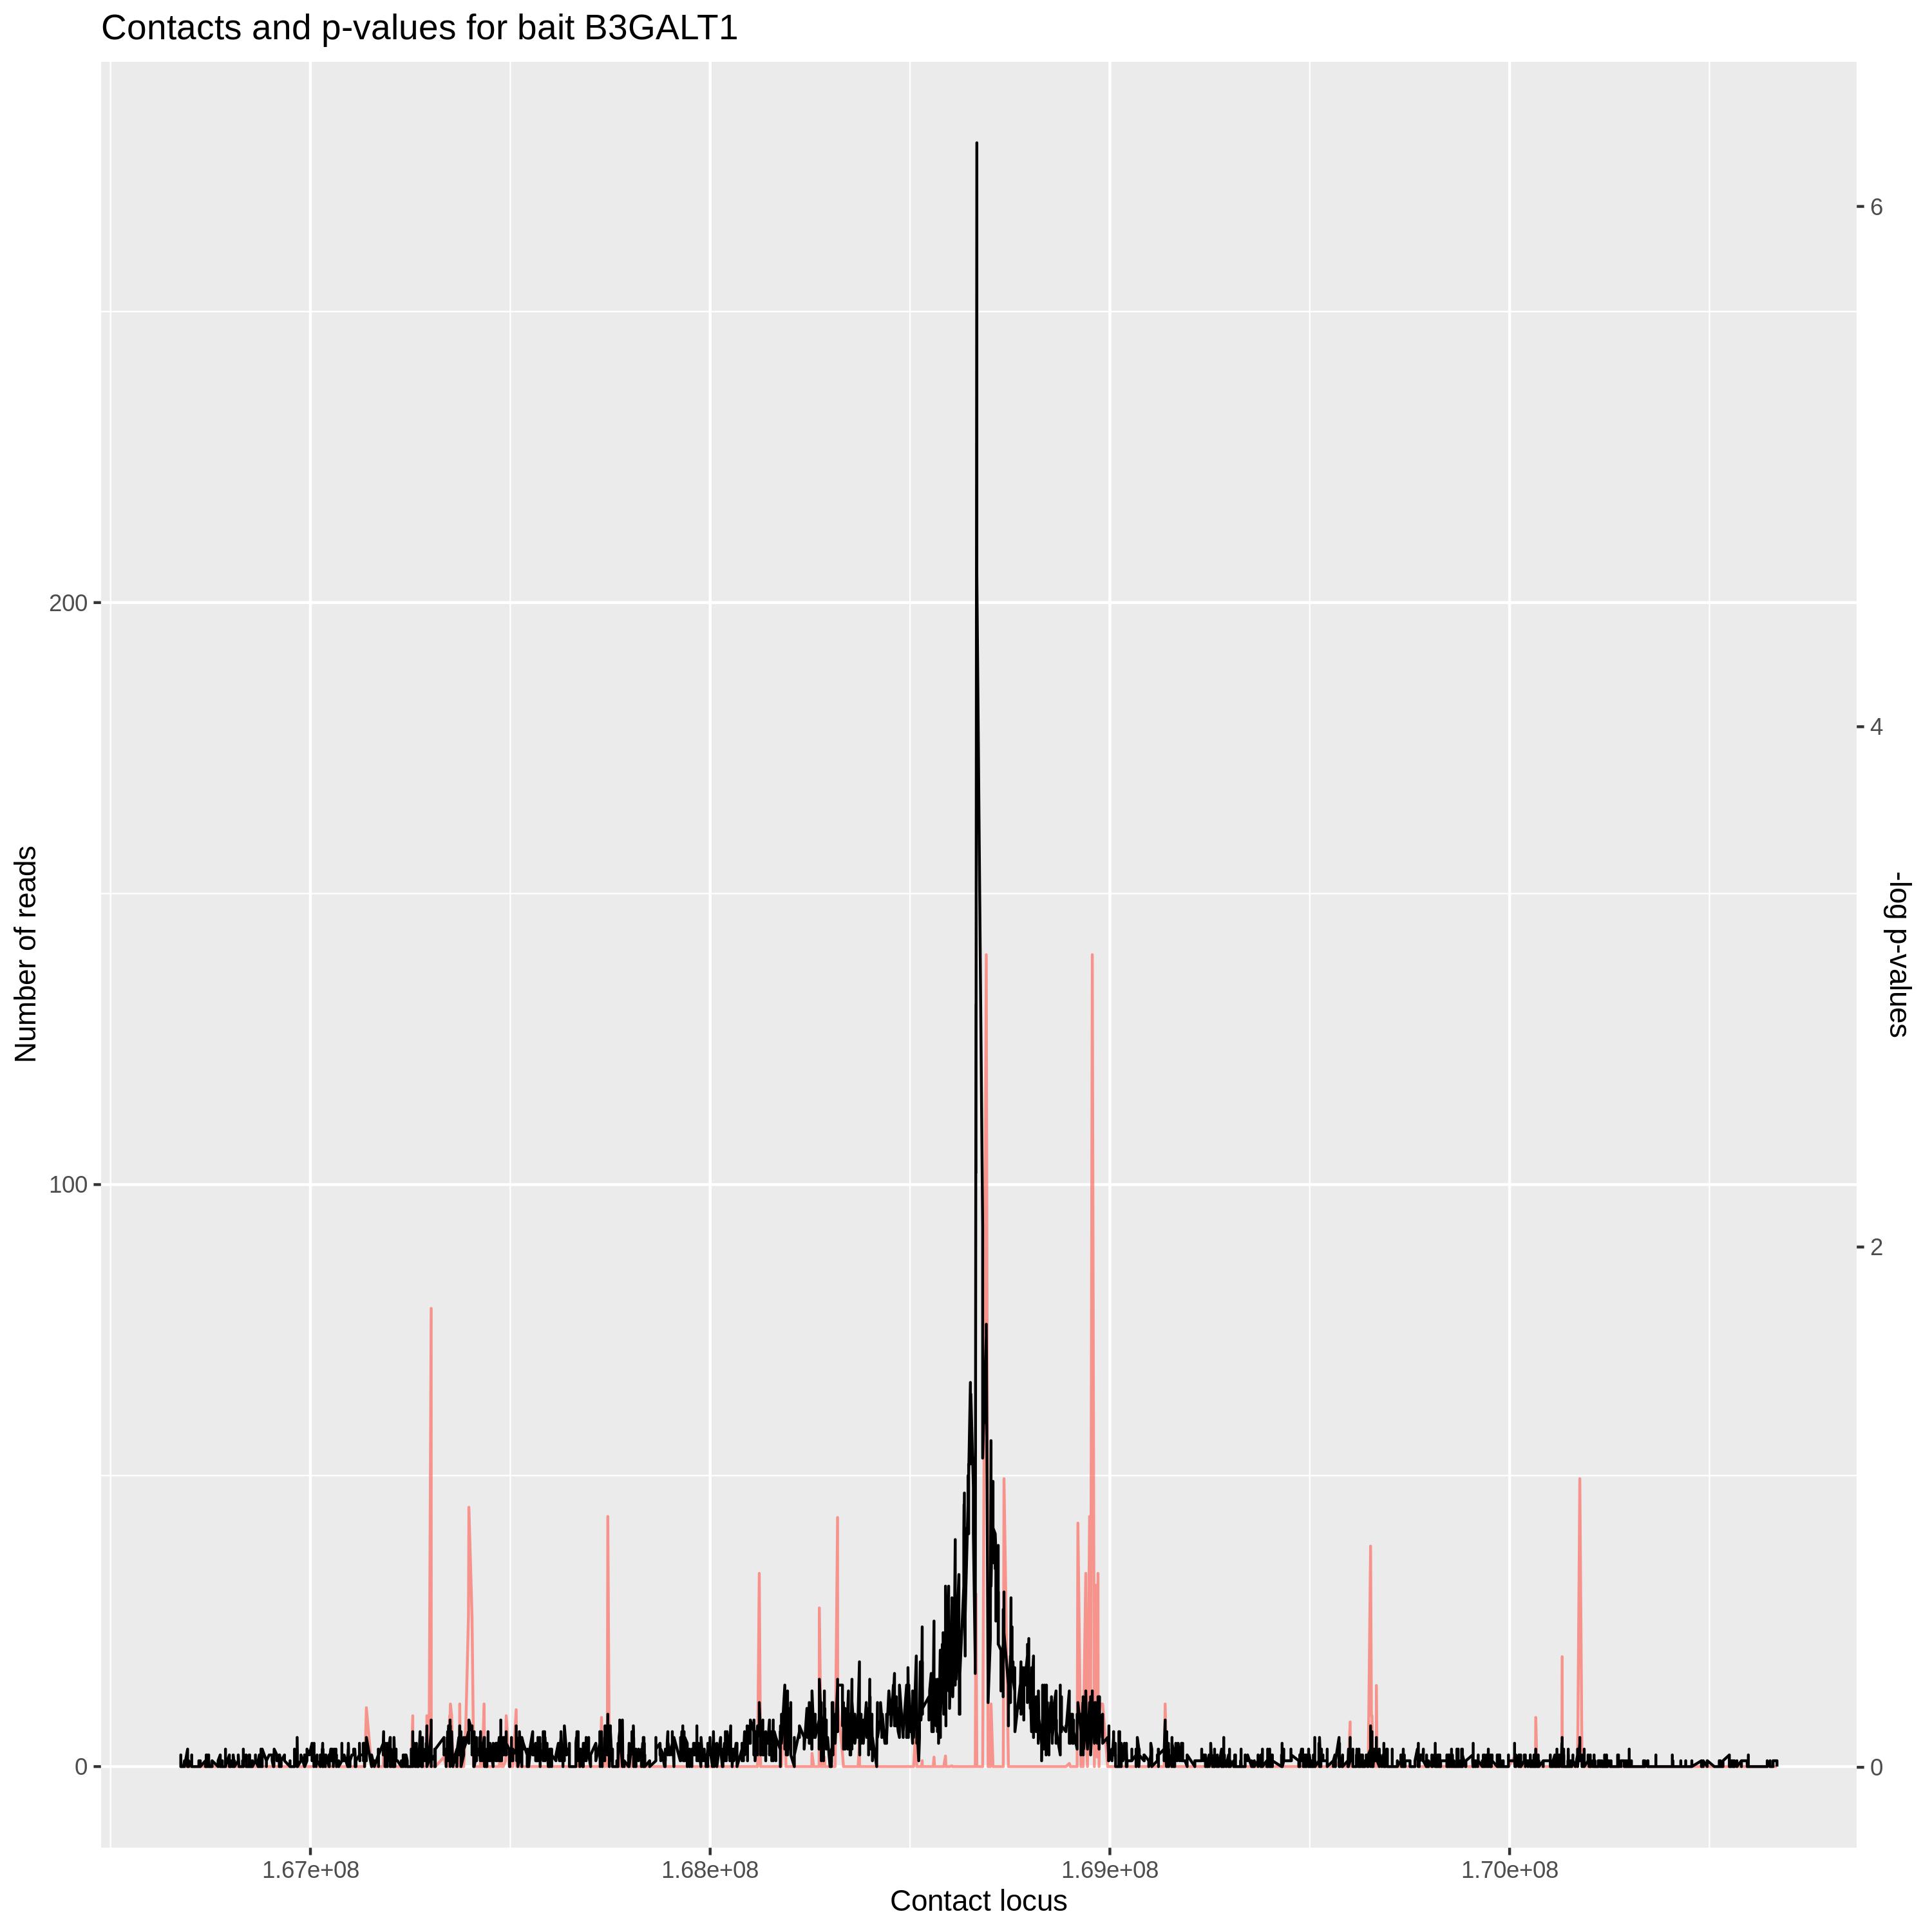 Contacts and p-values for bait B3GALT1
6
200
4
Number of reads
-log p-values
2
100
0
0
1.67e+08
1.68e+08
1.69e+08
1.70e+08
Contact locus